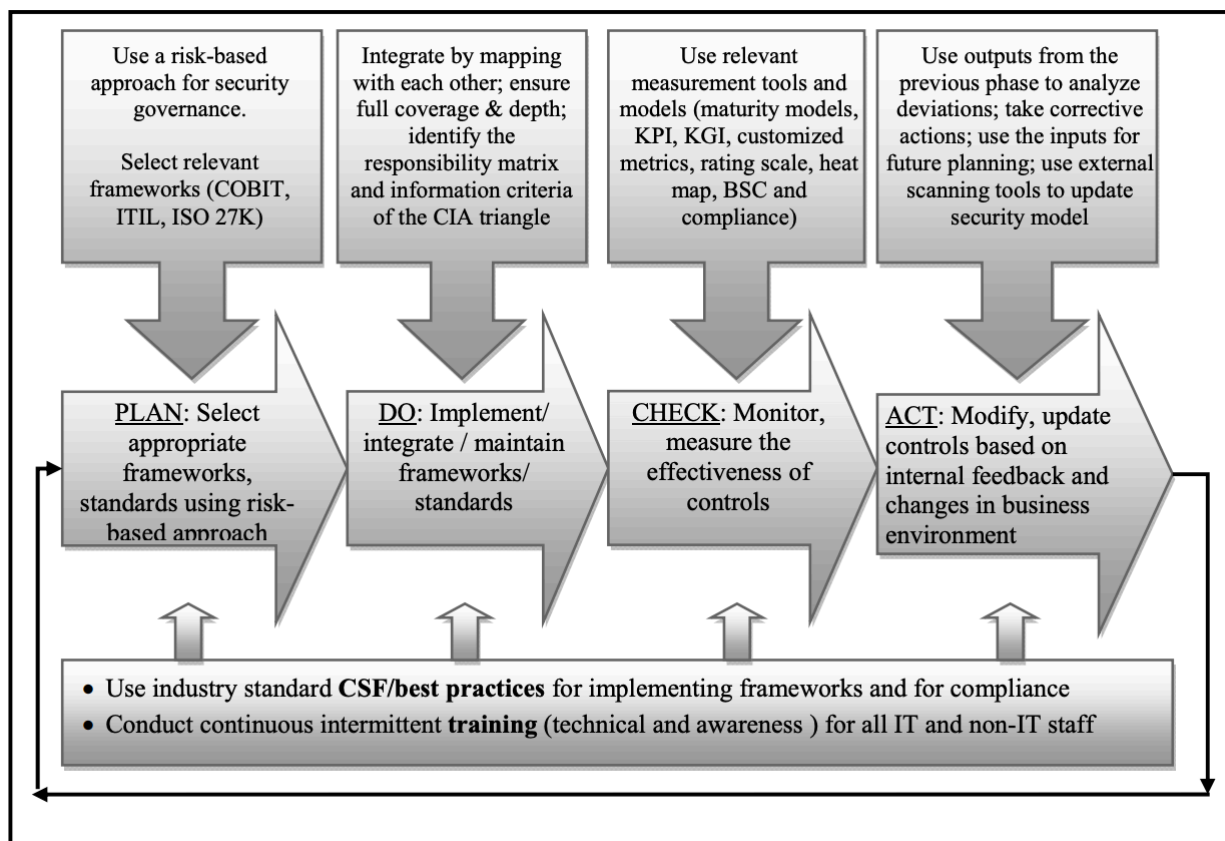 Use a risk-based
approach for security
governance.
Select relevant
frameworks (COBIT,
ITIL, ISO 27K)
Integrate by mapping
with each other; ensure
full coverage & depth;
identify the
responsibility matrix
and information criteria
of the CIA triangle
Use relevant
measurement tools and
models (maturity models,
KPI, KGI, customized
metrics, rating scale, heat
map, BSC and
compliance)
Use outputs from the
previous phase to analyze
deviations; take corrective
actions; use the inputs for
future planning; use external
scanning tools to update
security model
PLAN: Select
appropriate
frameworks,
standards using risk-
based approach
DO: Implement/
integrate / maintain
frameworks/
standards
CHECK: Monitor,
measure the
effectiveness of
controls
ACT: Modify, update
controls based on
internal feedback and
changes in business
environment
• Use industry standard CSF/best practices for implementing frameworks and for compliance
• Conduct continuous intermittent training (technical and awareness ) for all IT and non-IT staff